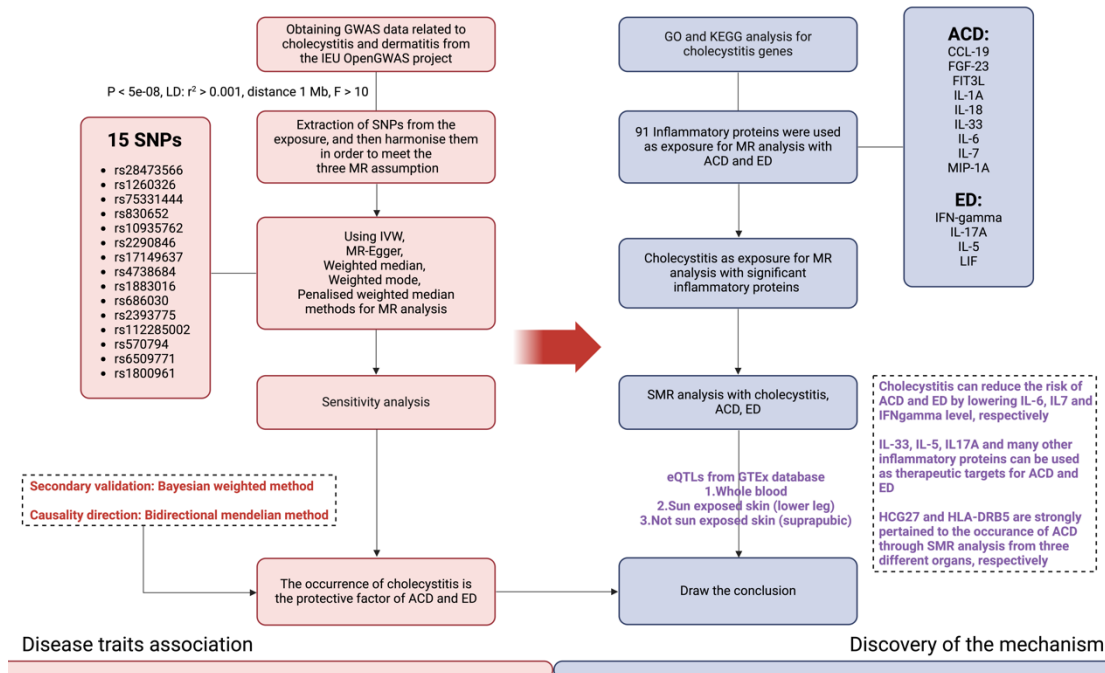 Obtaining GWAS data related to
cholecystitis and dermatitis from
the IEU OpenGWAS project
P < 5e-08, LD: r² > 0.001, distance 1 Mb, F > 10
15 SNPs
• rs28473566
• rs1260326
• rs75331444
• rs830652
• rs10935762
• rs2290846
• rs17149637
• rs4738684
• rs1883016
• rs686030
• rs2393775
• rs112285002
• rs570794
• rs6509771
• rs1800961
Extraction of SNPs from the
exposure, and then harmonise them
in order to meet the
three MR assumption
Using IVW,
MR-Egger,
Weighted median,
Weighted mode,
Penalised weighted median
methods for MR analysis
Sensitivity analysis
Secondary validation: Bayesian weighted method
Causality direction: Bidirectional mendelian method
The occurrence of cholecystitis is
the protective factor of ACD and ED
GO and KEGG analysis for
cholecystitis genes
91 Inflammatory proteins were used
as exposure for MR analysis with
ACD and ED
ACD:
CCL-19
FGF-23
FIT3L
IL-1A
IL-18
IL-33
IL-6
IL-7
MIP-1A
ED:
IFN-gamma
IL-17A
IL-5
LIF
Cholecystitis as exposure for MR
analysis with significant
inflammatory proteins
SMR analysis with cholecystitis,
ACD, ED
eQTLs from GTEx database
1.Whole blood
2.Sun exposed skin (lower leg)
3.Not sun exposed skin (suprapubic)
Cholecystitis can reduce the risk of
ACD and ED by lowering IL-6, IL7 and
IFNgamma level, respectively
IL-33, IL-5, IL17A and many other
inflammatory proteins can be used
as therapeutic targets for ACD and
ED
HCG27 and HLA-DRB5 are strongly
pertained to the occurance of ACD
through SMR analysis from three
different organs, respectively
Draw the conclusion
Disease traits association
Discovery of the mechanism